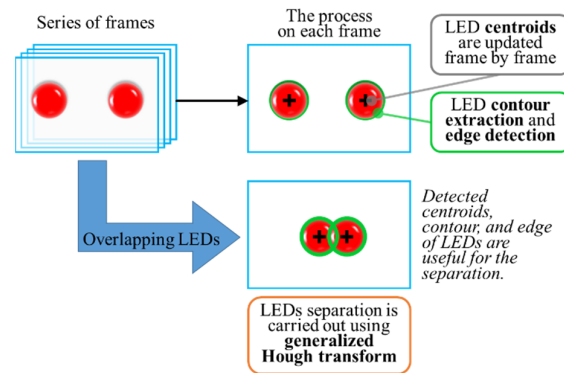 Series of frames
The process
on each frame
LED centroids
are updated
frame by frame
LED contour
extraction and
edge detection
Overlapping LEDs
Detected
centroids,
contour, and edge
of LEDs are
useful for the
separation.
LEDs separation is
carried out using
generalized
Hough transform